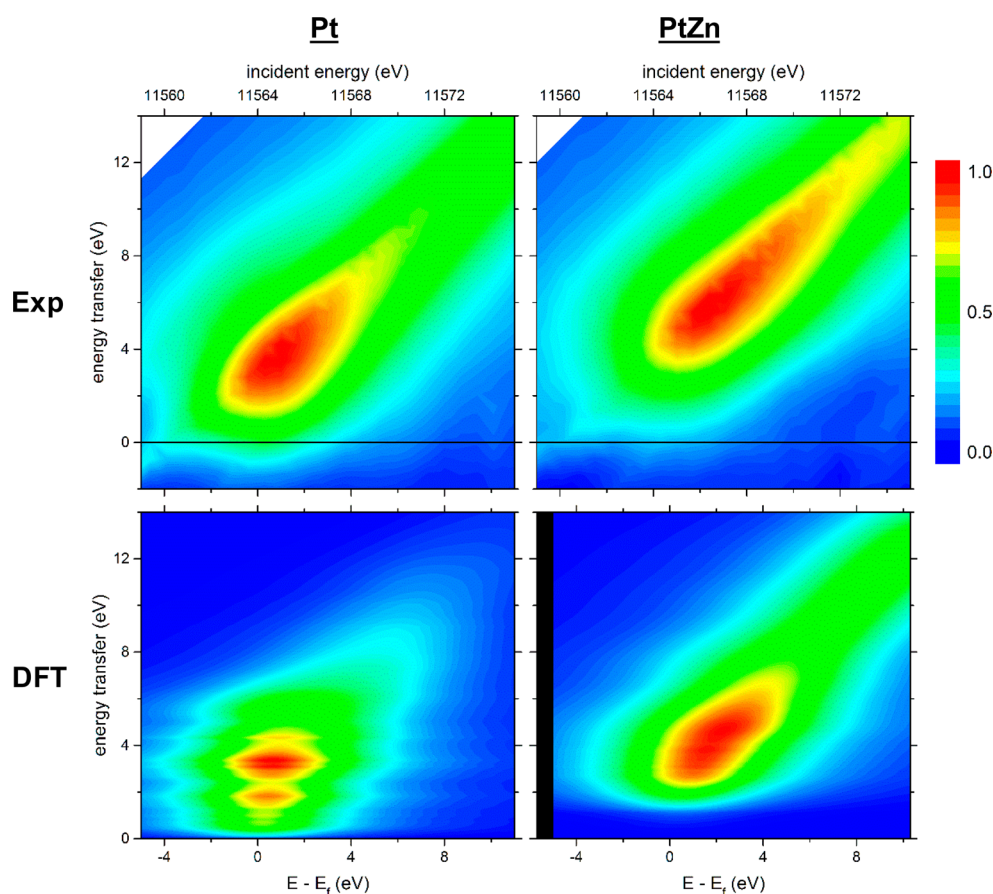 Pt
PtZn
incident energy (eV)
incident energy (eV)
11560 11564 11568 11572
11560 11564 11568 11572
Exp
energy transfer (eV)
12
8
4
0
1.0
0.5
0.0
DFT
energy transfer (eV)
12
8
4
0
-4 0 4 8
-4 0 4 8
E - Ef (eV)
E - Ef (eV)